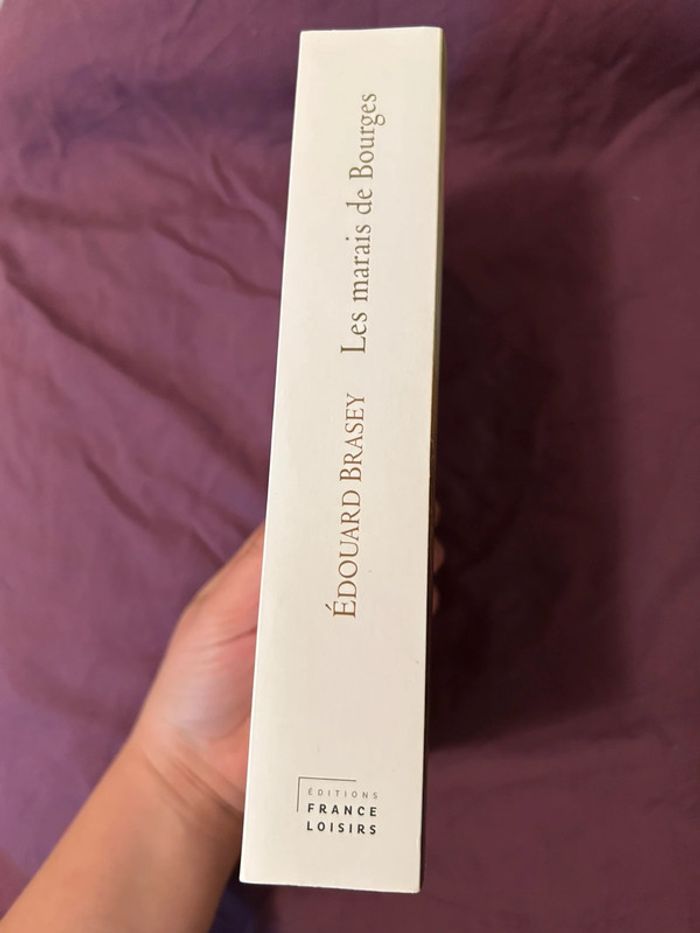 ÉDOUARD BRASEY Les marais de Bourges
ÉDITIONS
FRANCE
LOISIRS